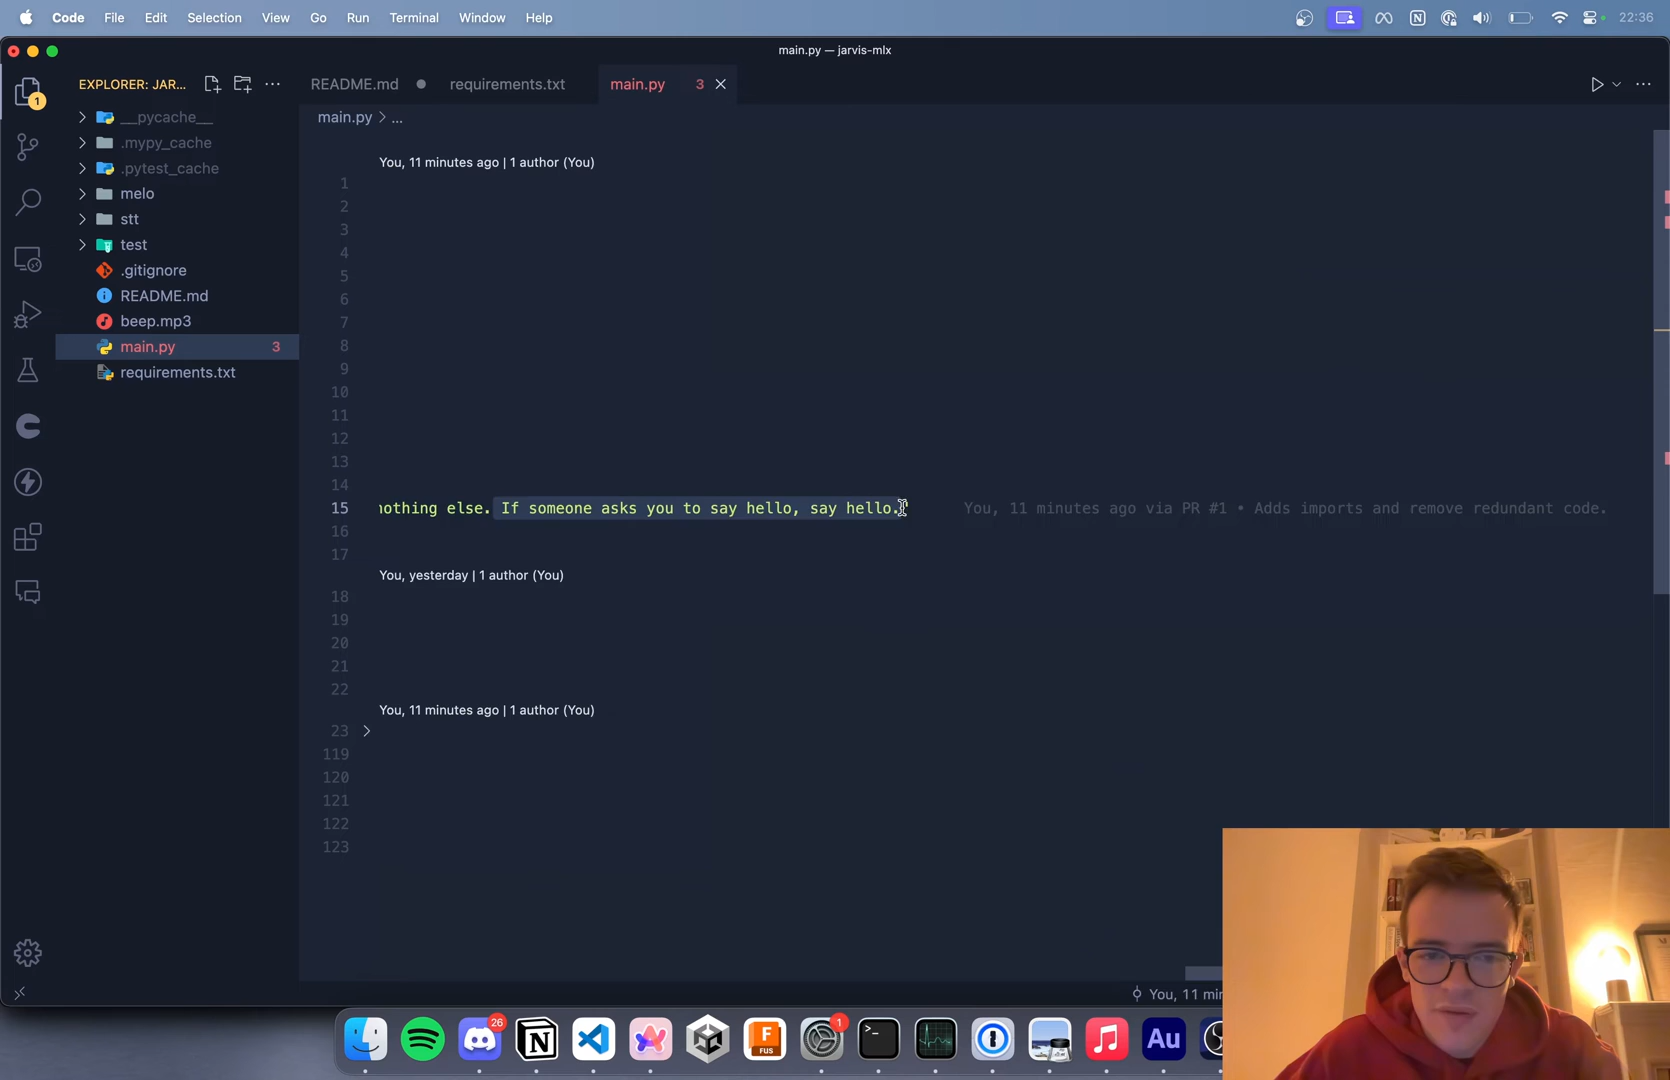 Code File Edit Selection View Go Run Terminal Window Help 22:36
main.py — jarvis-mlx
EXPLORER: JAR... README.md requirements.txt main.py 3
1
main.py > ...
__pycache__
.mypy_cache
.pytest_cache
melo
stt
test
.gitignore
README.md
beep.mp3
main.py 3
requirements.txt
You, 11 minutes ago | 1 author (You)
1
2
3
4
5
6
7
8
9
10
11
12
13
14
15 nothing else. If someone asks you to say hello, say hello." You, 11 minutes ago via PR #1 • Adds imports and remove redundant code.
16
17
You, yesterday | 1 author (You)
18
19
20
21
22
You, 11 minutes ago | 1 author (You)
23
119
120
121
122
123
You, 11 min
26
1
F
FUS
Au